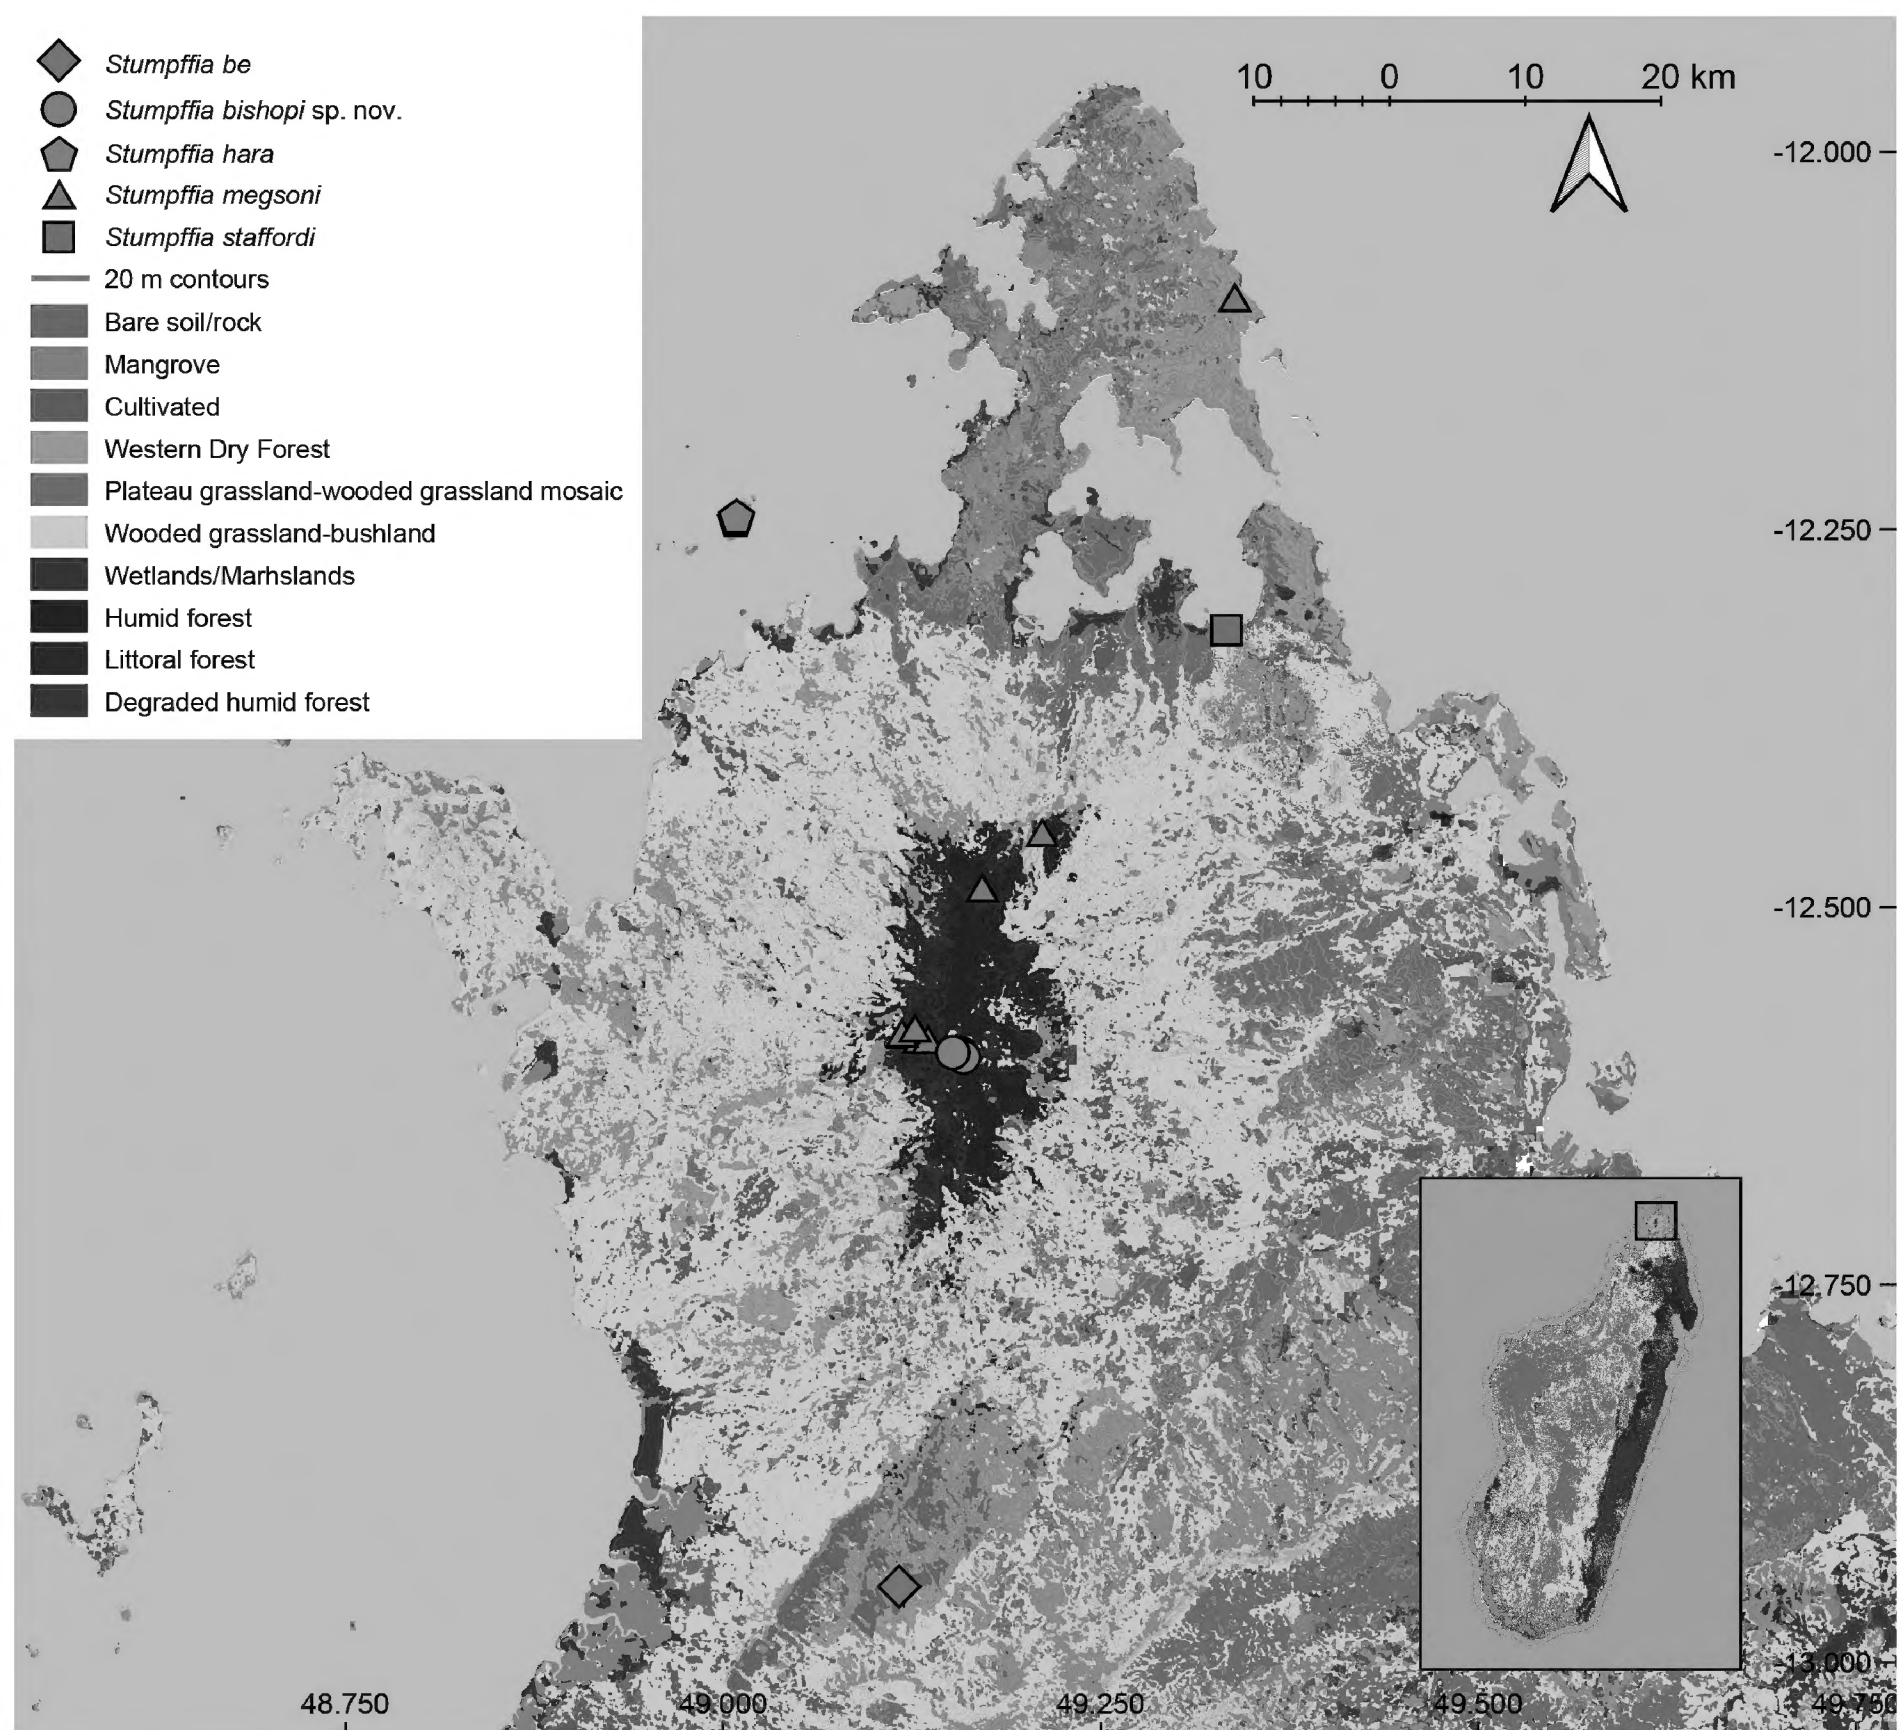 Stumpffia be
Stumpffia bishopi sp. nov.
Stumpffia hara
Stumpffia megsoni
Stumpffia staffordi
20 m contours
Bare soil/rock
Mangrove
Cultivated
Western Dry Forest
Plateau grassland-wooded grassland mosaic
Wooded grassland-bushland
Wetlands/Marhslands
Humid forest
Littoral forest
Degraded humid forest
10 0 10 20 km
-12.000
-12.250
-12.500
-12.750
-13.000
48.750 49.000 49.250 49.500 49.750